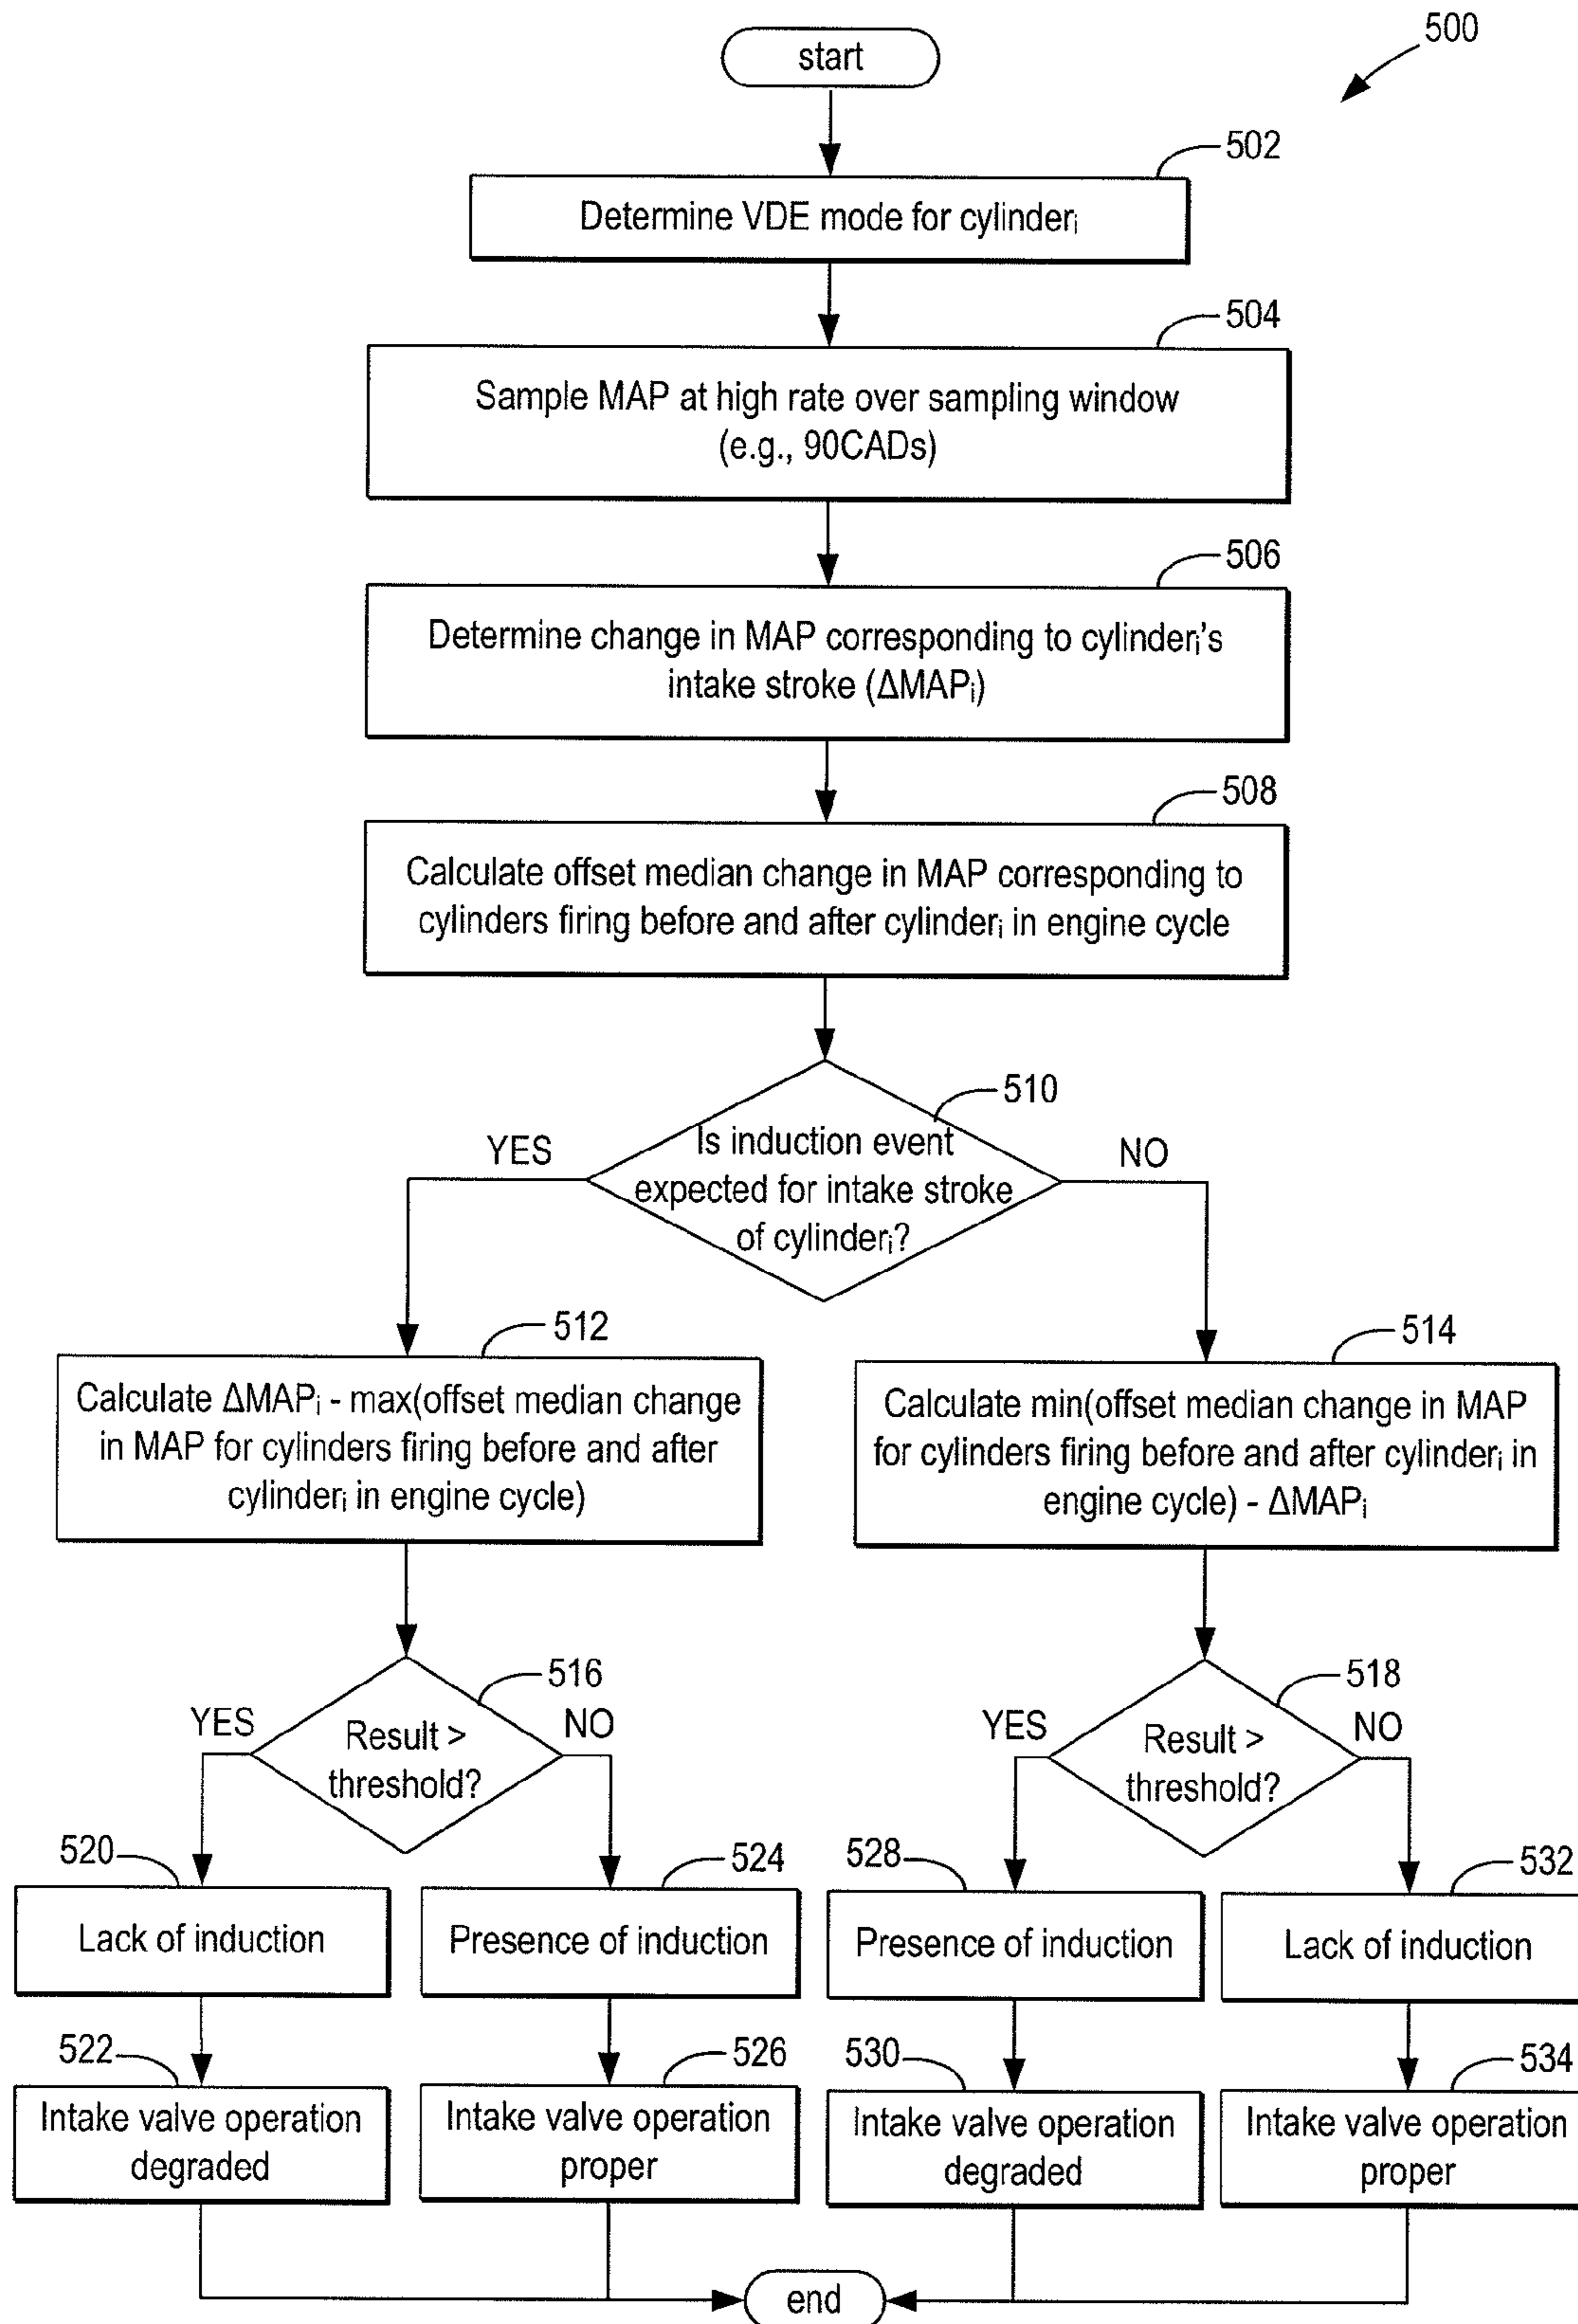 500
start
502
Determine VDE mode for cylinderᵢ
504
Sample MAP at high rate over sampling window
(e.g., 90CADs)
506
Determine change in MAP corresponding to cylinderᵢ's
intake stroke (ΔMAPᵢ)
508
Calculate offset median change in MAP corresponding to
cylinders firing before and after cylinderᵢ in engine cycle
510
YES
Is induction event
expected for intake stroke
of cylinderᵢ?
NO
512
Calculate ΔMAPᵢ - max(offset median change
in MAP for cylinders firing before and after
cylinderᵢ in engine cycle)
514
Calculate min(offset median change in MAP
for cylinders firing before and after cylinderᵢ in
engine cycle) - ΔMAPᵢ
516
YES
Result >
threshold?
NO
518
YES
Result >
threshold?
NO
520
Lack of induction
524
Presence of induction
528
Presence of induction
532
Lack of induction
522
Intake valve operation
degraded
526
Intake valve operation
proper
530
Intake valve operation
degraded
534
Intake valve operation
proper
end